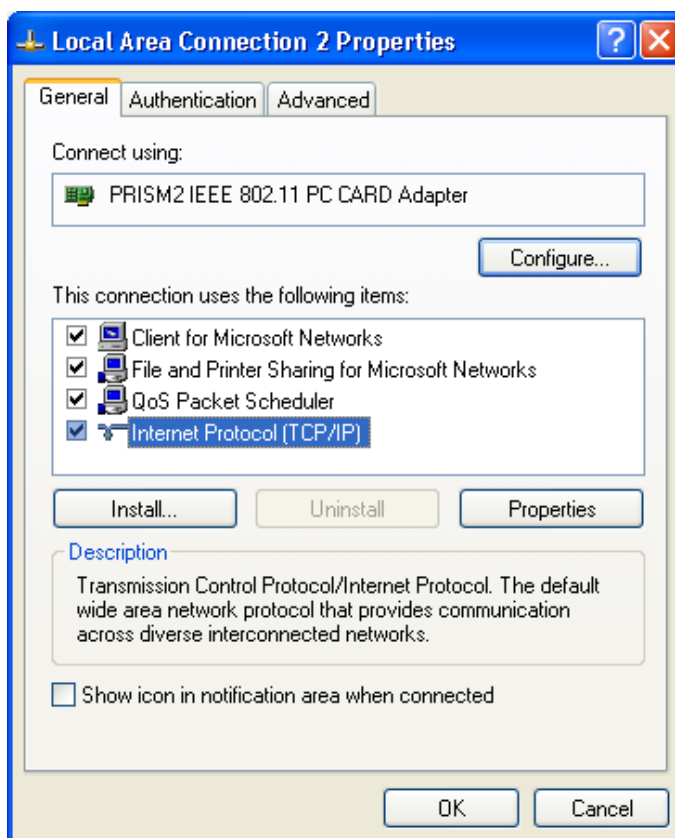 Local Area Connection 2 Properties
?
General Authentication Advanced
Connect using:
PRISM2 IEEE 802.11 PC CARD Adapter
Configure...
This connection uses the following items:
Client for Microsoft Networks
File and Printer Sharing for Microsoft Networks
QoS Packet Scheduler
Internet Protocol (TCP/IP)
Install... Uninstall Properties
Description
Transmission Control Protocol/Internet Protocol. The default
wide area network protocol that provides communication
across diverse interconnected networks.
Show icon in notification area when connected
OK Cancel